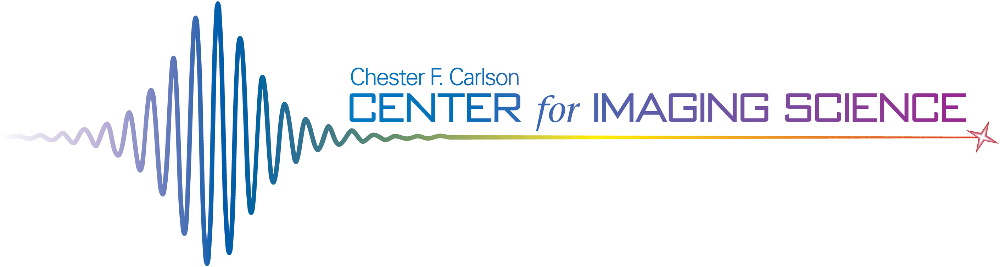 Chester F. Carlson
CENTER for IMAGING SCIENCE